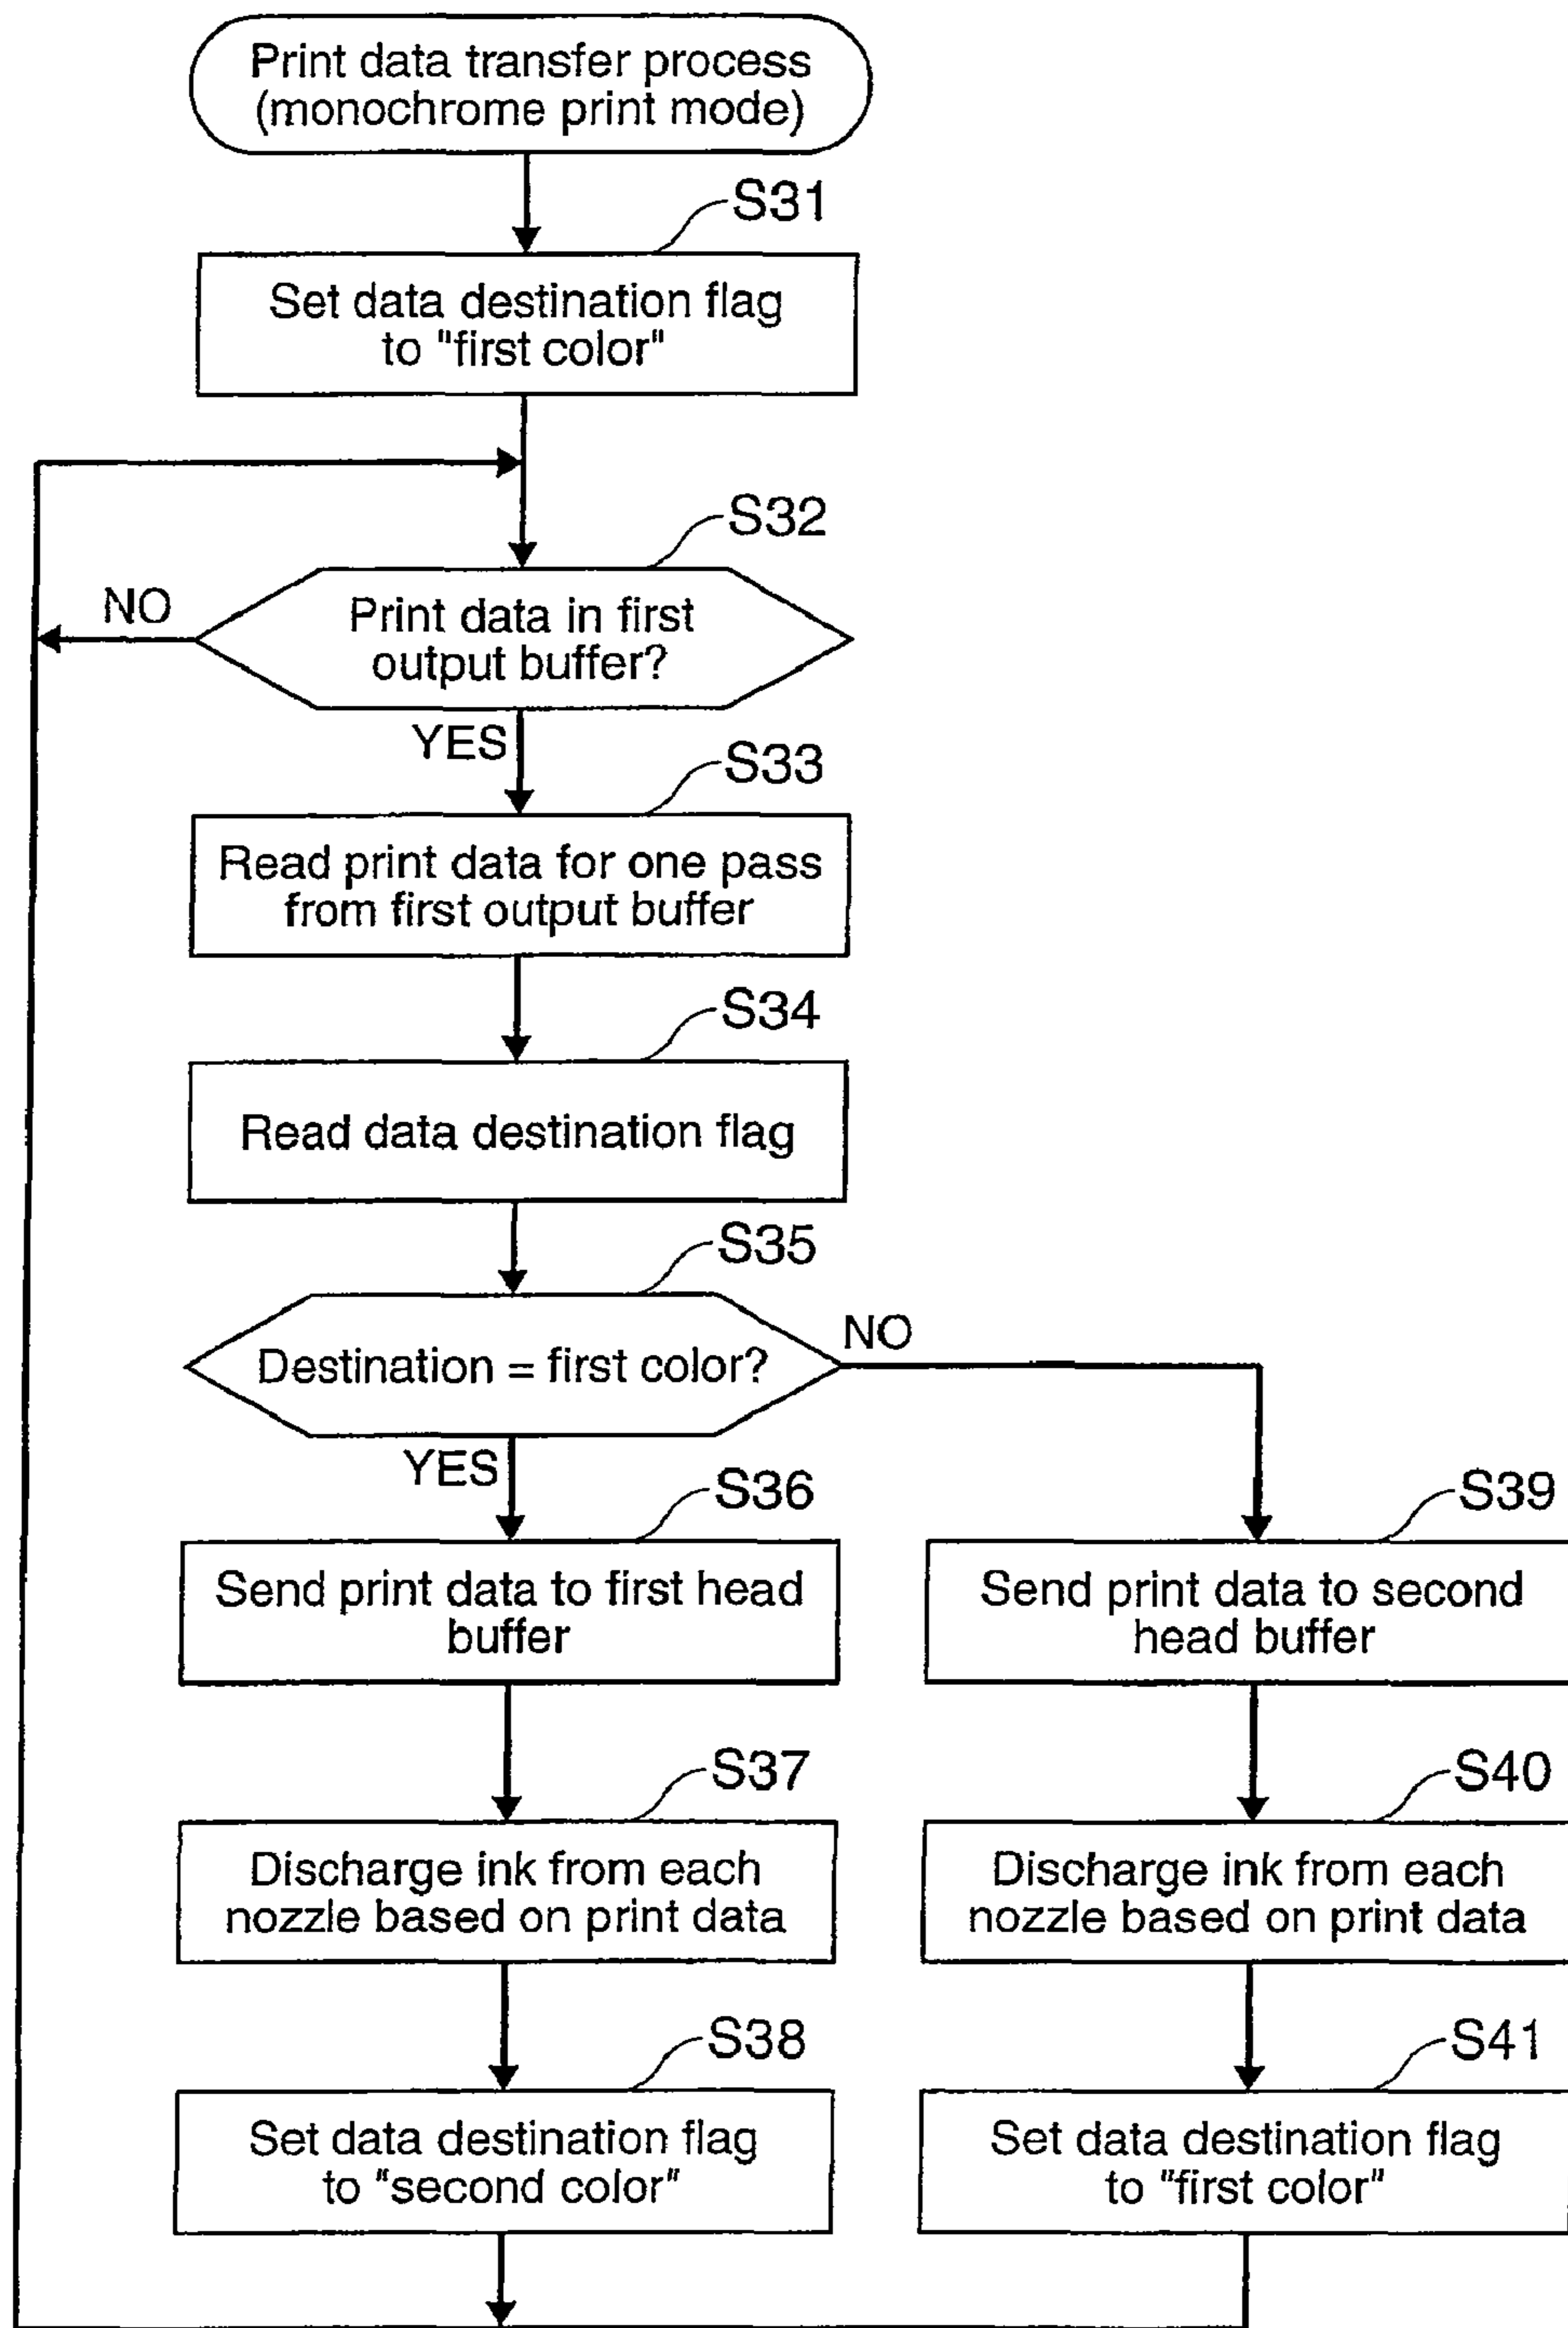 Print data transfer process
(monochrome print mode)
S31
Set data destination flag
to "first color"
S32
NO
Print data in first
output buffer?
YES
S33
Read print data for one pass
from first output buffer
S34
Read data destination flag
S35
NO
Destination = first color?
YES
S36
Send print data to first head
buffer
S39
Send print data to second
head buffer
S37
Discharge ink from each
nozzle based on print data
S40
Discharge ink from each
nozzle based on print data
S38
Set data destination flag
to "second color"
S41
Set data destination flag
to "first color"